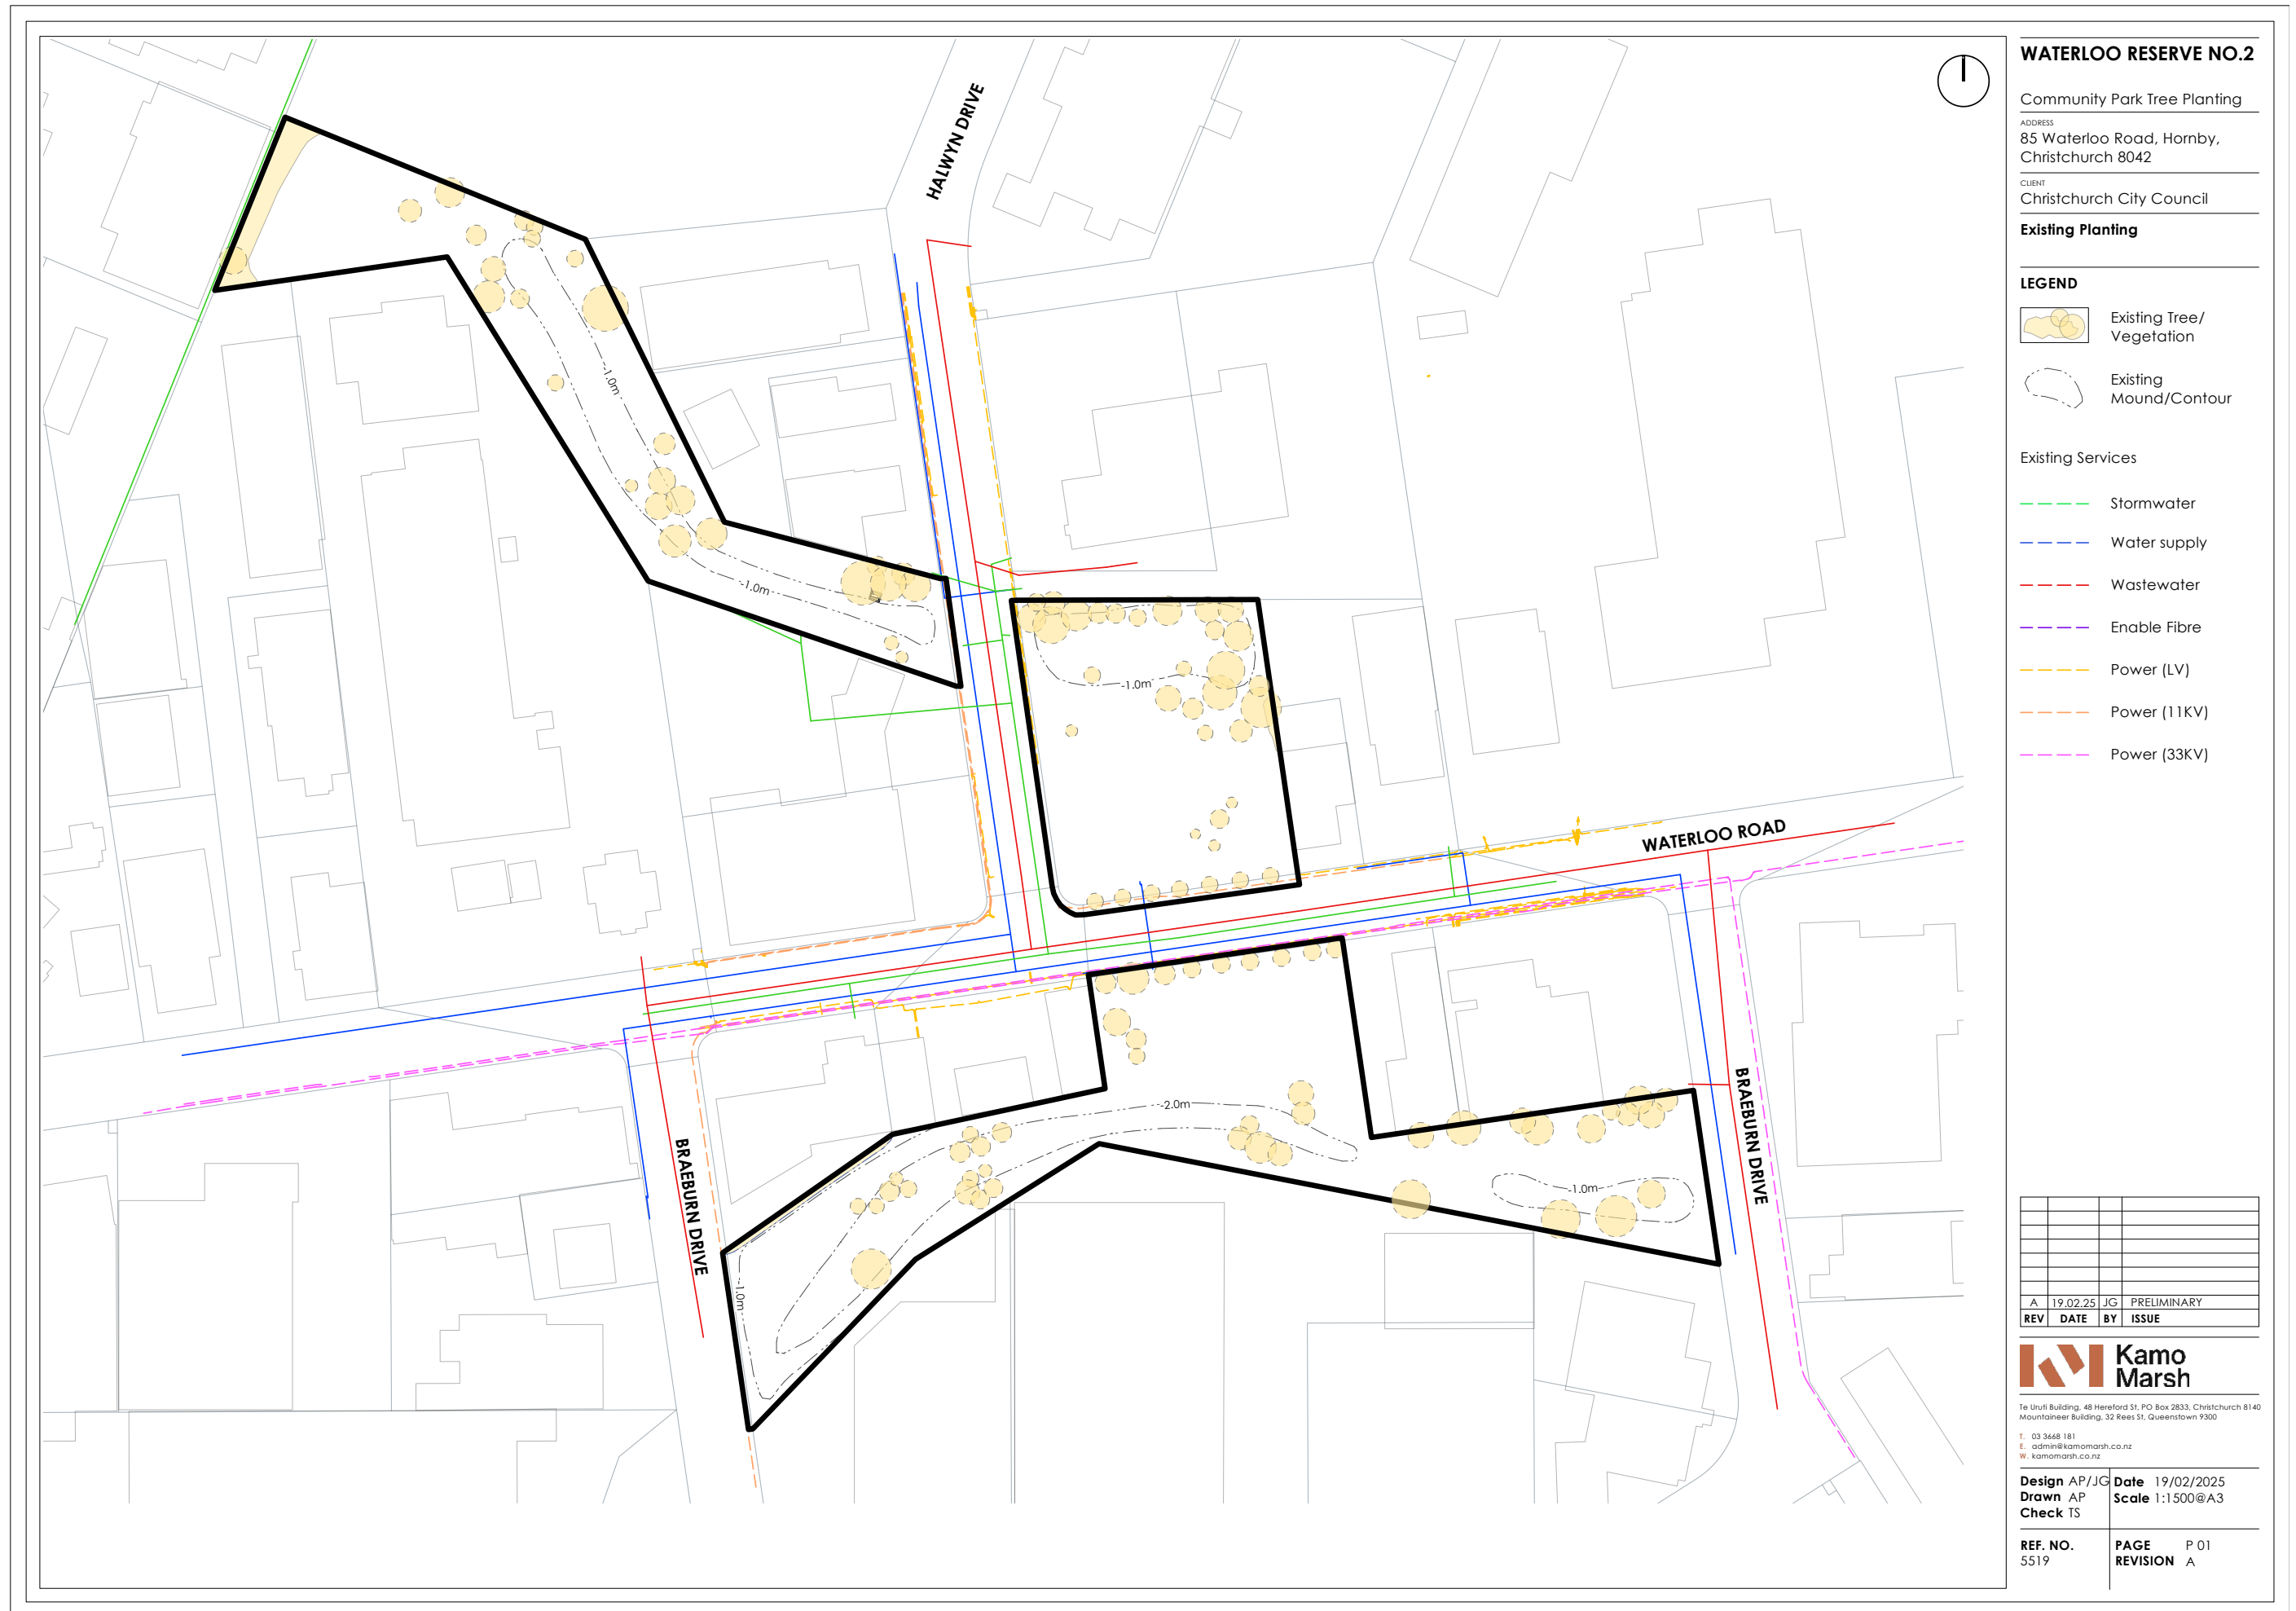 HALWYN DRIVE
-1.0m
-1.0m
-1.0m
WATERLOO ROAD
-2.0m
-1.0m
BRAEBURN DRIVE
BRAEBURN DRIVE
-1.0m
WATERLOO RESERVE NO.2
Community Park Tree Planting
ADDRESS
85 Waterloo Road, Hornby,
Christchurch 8042
CLIENT
Christchurch City Council
Existing Planting
LEGEND
Existing Tree/
Vegetation
Existing
Mound/Contour
Existing Services
Stormwater
Water supply
Wastewater
Enable Fibre
Power (LV)
Power (11KV)
Power (33KV)
A 19.02.25 JG PRELIMINARY
REV DATE BY ISSUE
Kamo
Marsh
Te Uruti Building, 48 Hereford St, PO Box 2833, Christchurch 8140
Mountaineer Building, 32 Rees St, Queenstown 9300
T. 03 3668 181
E. admin@kamomarsh.co.nz
W. kamomarsh.co.nz
Design AP/JG Date 19/02/2025
Drawn AP Scale 1:1500@A3
Check TS
REF. NO. PAGE P 01
5519 REVISION A